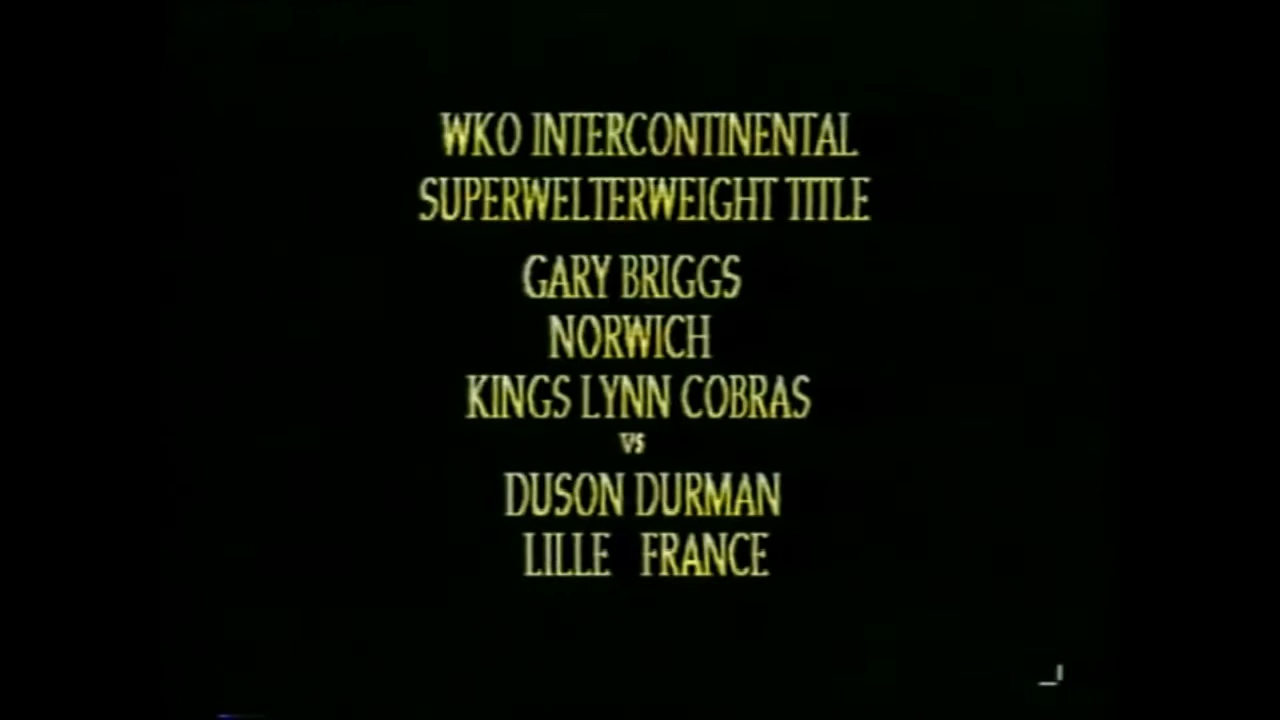 WKO INTERCONTINENTAL
SUPERWELTERWEIGHT TITLE
GARY BRIGGS
NORWICH
KINGS LYNN COBRAS
VS
DUSON DURMAN
LILLE FRANCE